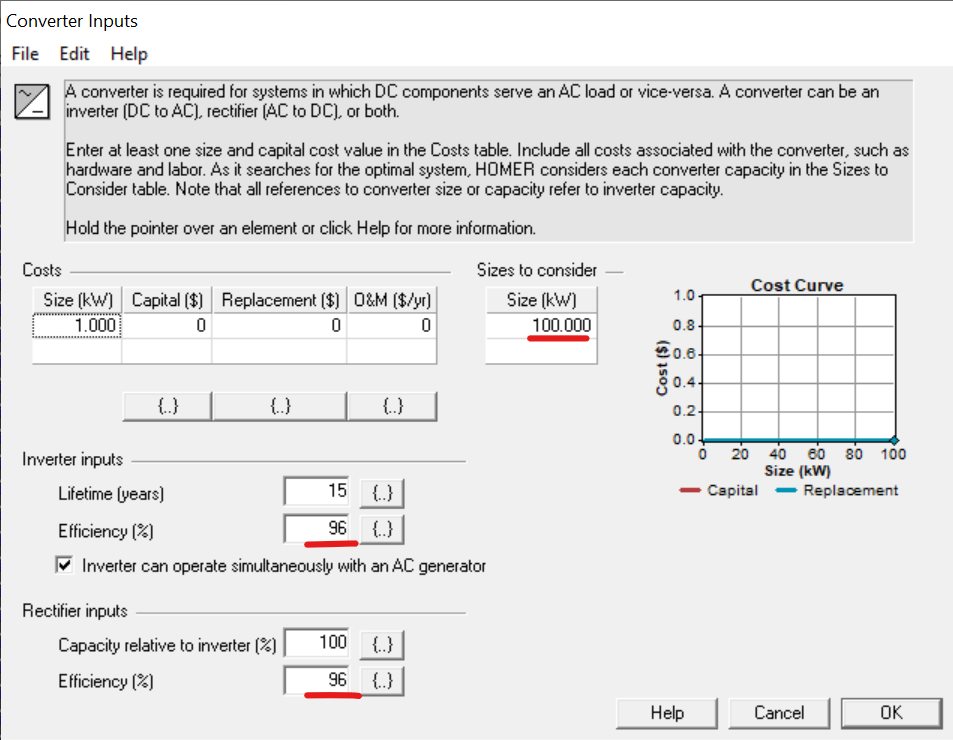 Converter Inputs
File Edit Help
A converter is required for systems in which DC components serve an AC load or vice-versa. A converter can be an
inverter (DC to AC), rectifier (AC to DC), or both.
Enter at least one size and capital cost value in the Costs table. Include all costs associated with the converter, such as
hardware and labor. As it searches for the optimal system, HOMER considers each converter capacity in the Sizes to
Consider table. Note that all references to converter size or capacity refer to inverter capacity.
Hold the pointer over an element or click Help for more information.
Costs
Size (kW) Capital ($) Replacement ($) O&M ($/yr)
1.000 0 0 0
{..} {..} {..}
Sizes to consider
Size (kW)
100.000
Cost Curve
Cost ($)
1.0
0.8
0.6
0.4
0.2
0.0
0 20 40 60 80 100
Size (kW)
Capital Replacement
Inverter inputs
Lifetime (years) 15 {..}
Efficiency (%) 96 {..}
Inverter can operate simultaneously with an AC generator
Rectifier inputs
Capacity relative to inverter (%) 100 {..}
Efficiency (%) 96 {..}
Help Cancel OK